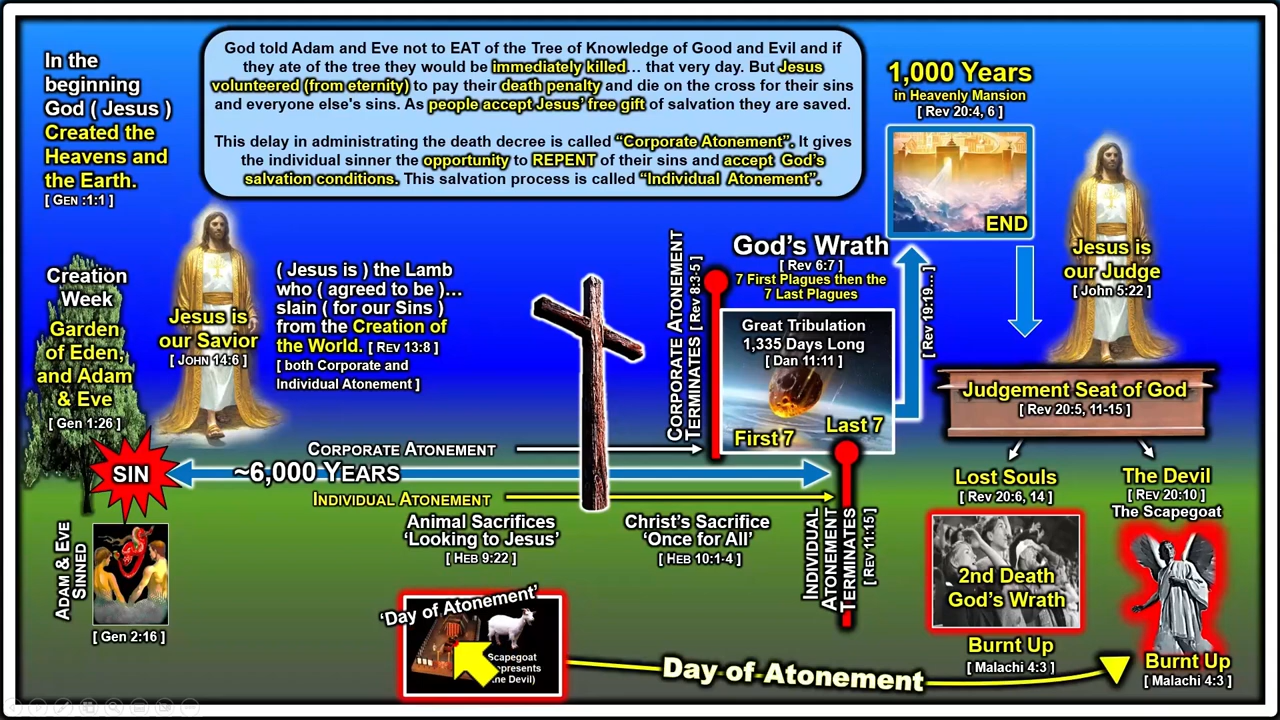 In the
beginning
God ( Jesus )
Created the
Heavens and
the Earth.
[ GEN :1:1 ]
God told Adam and Eve not to EAT of the Tree of Knowledge of Good and Evil and if
they ate of the tree they would be immediately killed… that very day. But Jesus
volunteered (from eternity) to pay their death penalty and die on the cross for their sins
and everyone else's sins. As people accept Jesus' free gift of salvation they are saved.
This delay in administrating the death decree is called “Corporate Atonement”. It gives
the individual sinner the opportunity to REPENT of their sins and accept God's
salvation conditions. This salvation process is called “Individual Atonement”.
1,000 Years
in Heavenly Mansion
[ Rev 20:4, 6 ]
END
Jesus is
our Judge
[ John 5:22 ]
Creation
Week
Garden
of Eden,
and Adam
& Eve
[ Gen 1:26 ]
Jesus is
our Savior
[ JOHN 14:6 ]
( Jesus is ) the Lamb
who ( agreed to be )…
slain ( for our Sins )
from the Creation of
the World. [ REV 13:8 ]
[ both Corporate and
Individual Atonement ]
CORPORATE ATONEMENT
TERMINATES [ Rev 8:3-5 ]
God's Wrath
[ Rev 6:7 ]
7 First Plagues then the
7 Last Plagues
Great Tribulation
1,335 Days Long
[ Dan 11:11 ]
First 7
Last 7
[ Rev 19:19… ]
Judgement Seat of God
[ Rev 20:5, 11-15 ]
SIN
CORPORATE ATONEMENT
~6,000 YEARS
INDIVIDUAL ATONEMENT
Animal Sacrifices
‘Looking to Jesus’
[ HEB 9:22 ]
Christ's Sacrifice
‘Once for All’
[ HEB 10:1-4 ]
INDIVIDUAL
ATONEMENT
TERMINATES
[ Rev 11:15 ]
Lost Souls
[ Rev 20:6, 14 ]
The Devil
[ REV 20:10 ]
The Scapegoat
ADAM & EVE
SINNED
[ Gen 2:16 ]
2nd Death
God's Wrath
Burnt Up
[ Malachi 4:3 ]
Burnt Up
[ Malachi 4:3 ]
‘Day of Atonement’
Scapegoat
the Devil)
Day of Atonement